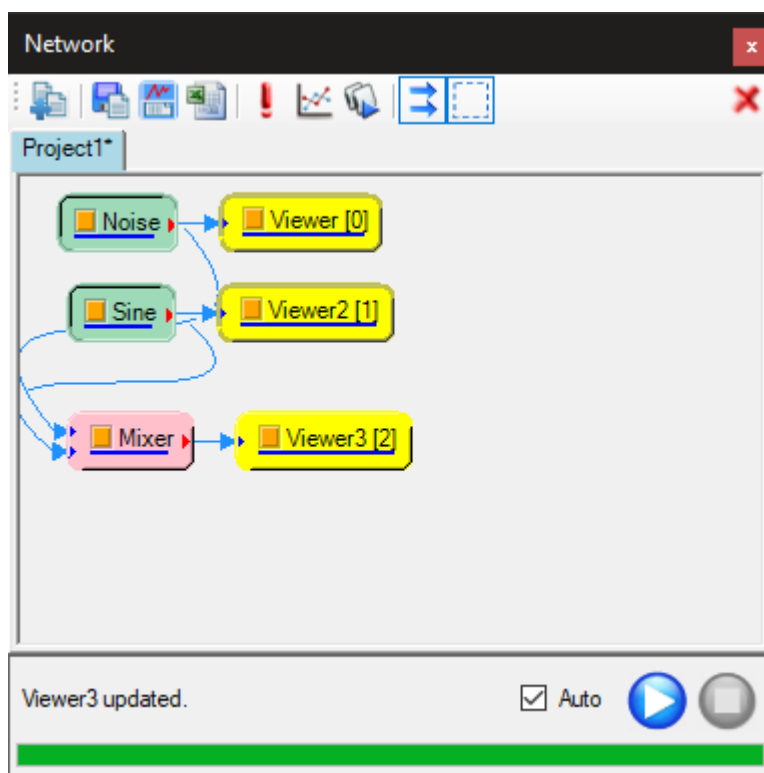 Network
Project1*
Noise
Viewer [0]
Sine
Viewer2 [1]
Mixer
Viewer3 [2]
Viewer3 updated.
Auto